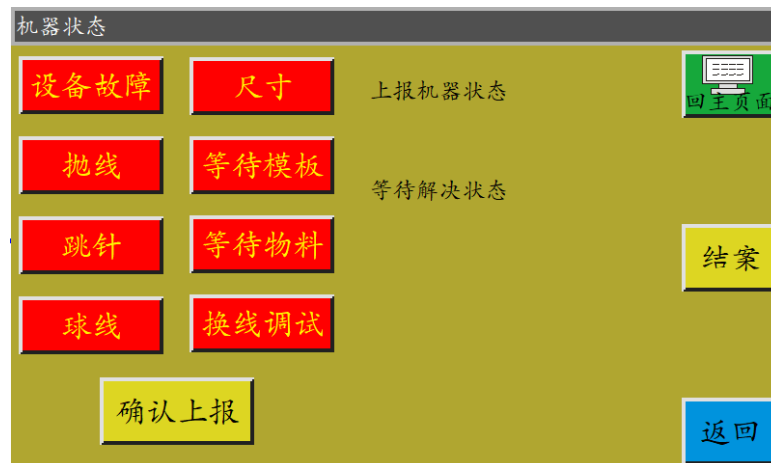 机器状态
设备故障
尺寸
上报机器状态
回主页面
抛线
等待模板
等待解决状态
跳针
等待物料
结案
球线
换线调试
确认上报
返回